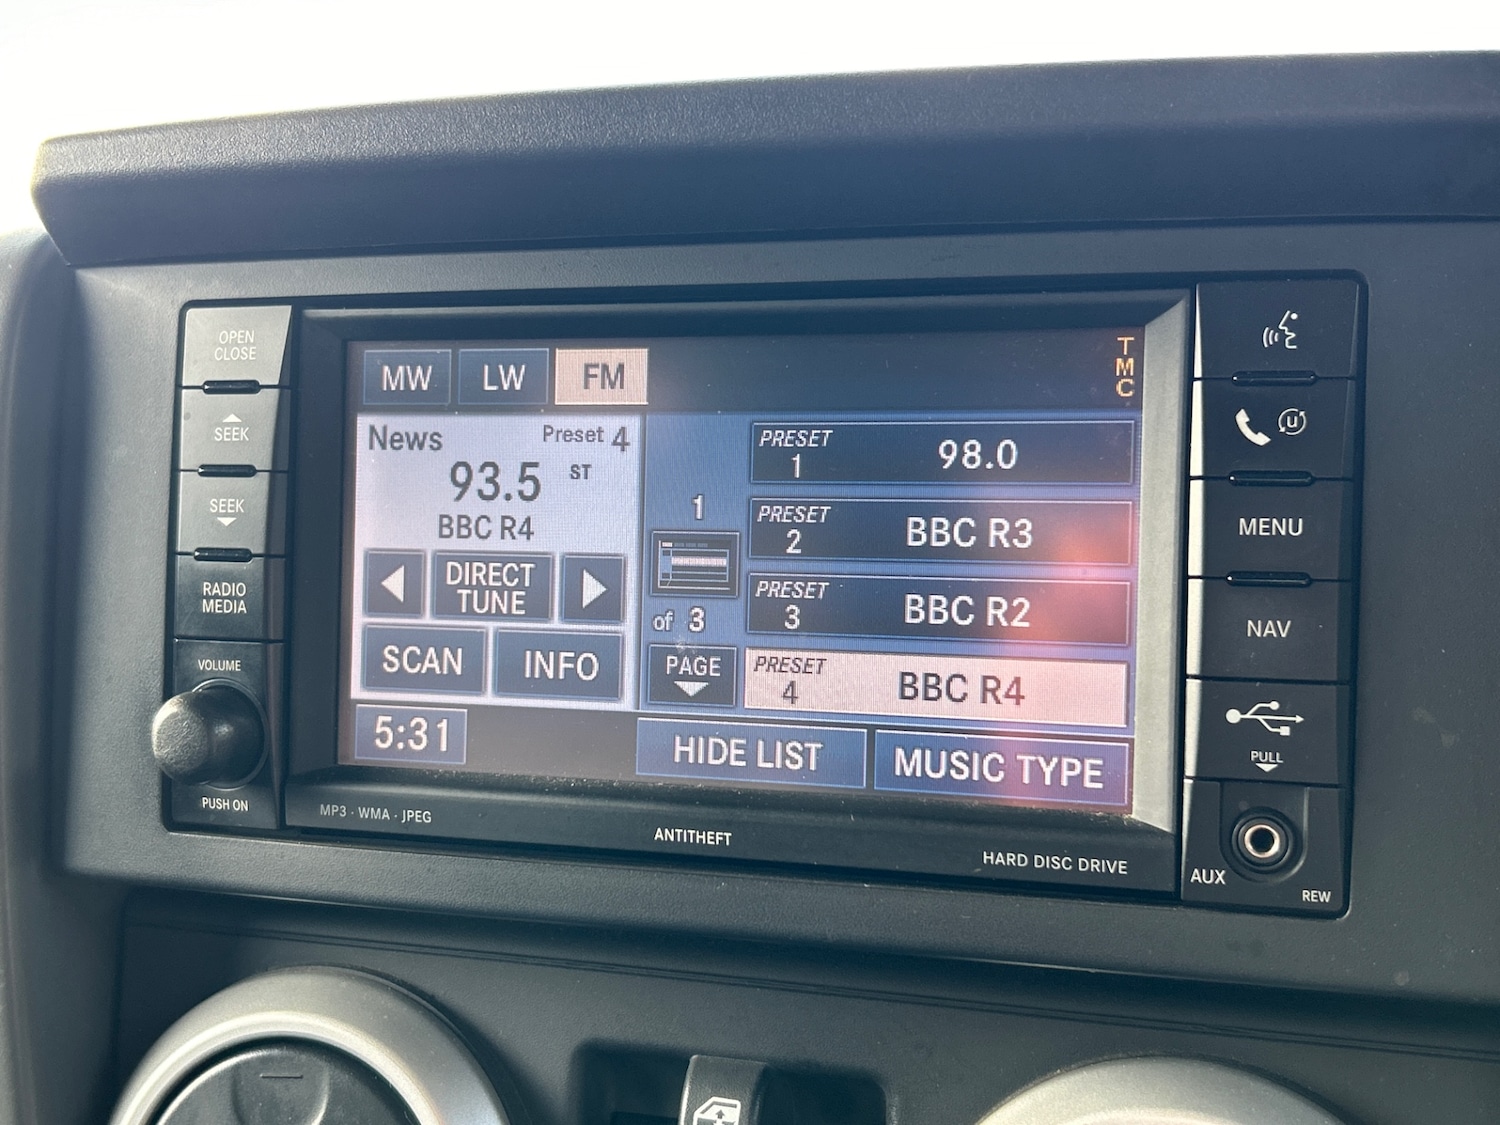 OPEN
CLOSE
SEEK
SEEK
RADIO
MEDIA
VOLUME
PUSH ON
MW
LW
FM
TMC
News
Preset 4
93.5 ST
BBC R4
DIRECT
TUNE
SCAN
INFO
5:31
1
of 3
PAGE
PRESET
1
98.0
PRESET
2
BBC R3
PRESET
3
BBC R2
PRESET
4
BBC R4
HIDE LIST
MUSIC TYPE
MP3 · WMA · JPEG
ANTITHEFT
HARD DISC DRIVE
U
MENU
NAV
PULL
AUX
REW